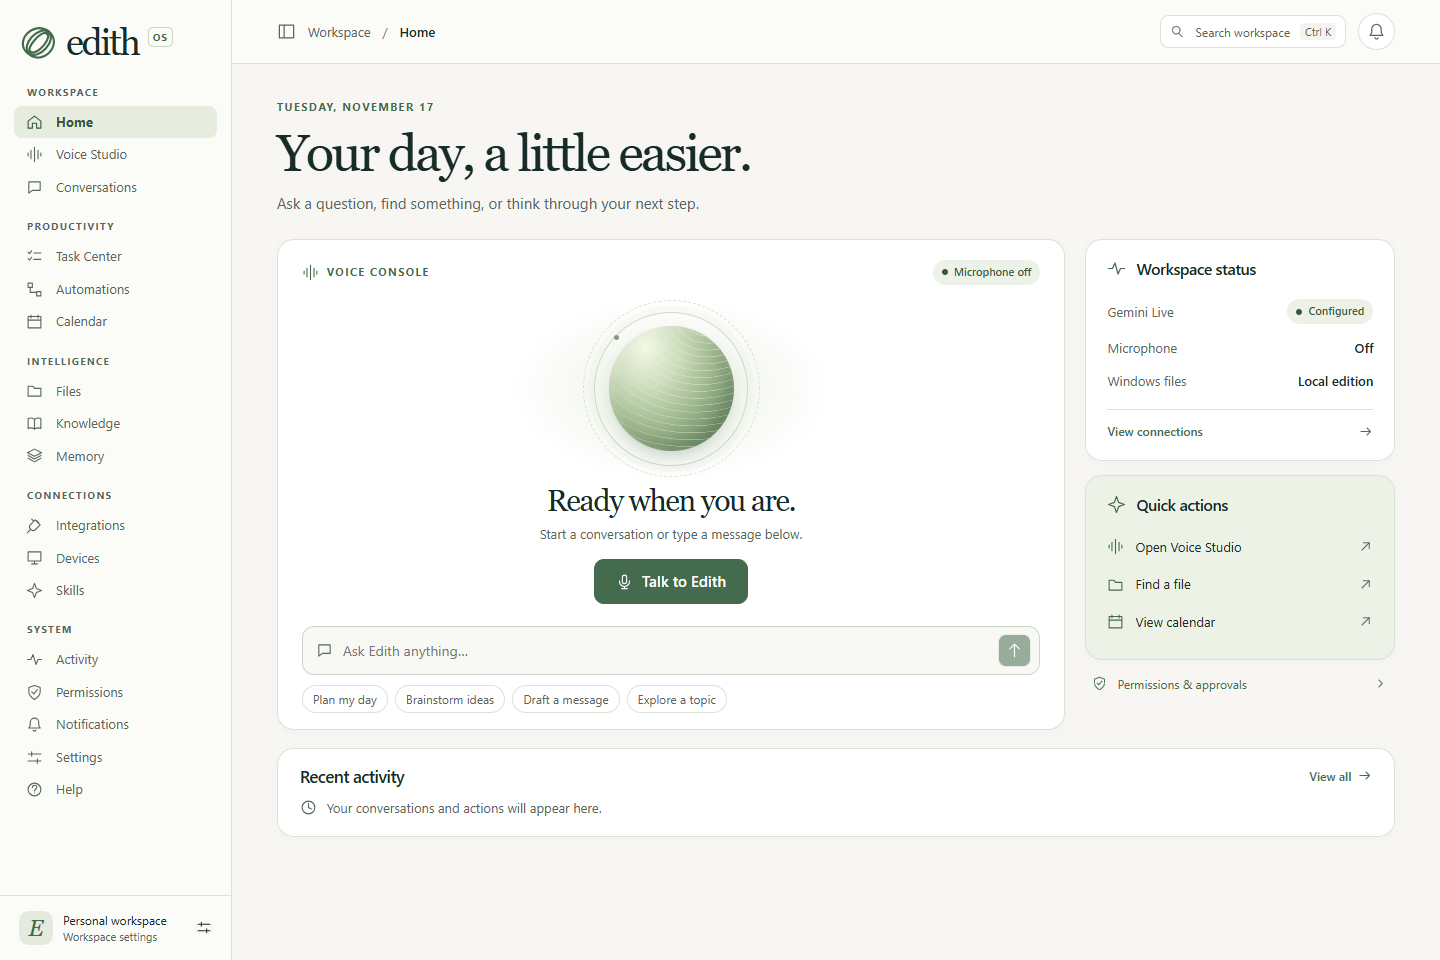 edith OS
WORKSPACE
Home
Voice Studio
Conversations
PRODUCTIVITY
Task Center
Automations
Calendar
INTELLIGENCE
Files
Knowledge
Memory
CONNECTIONS
Integrations
Devices
Skills
SYSTEM
Activity
Permissions
Notifications
Settings
Help
E
Personal workspace
Workspace settings
Workspace / Home
Search workspace Ctrl K
TUESDAY, NOVEMBER 17
Your day, a little easier.
Ask a question, find something, or think through your next step.
VOICE CONSOLE
Microphone off
Ready when you are.
Start a conversation or type a message below.
Talk to Edith
Ask Edith anything...
Plan my day
Brainstorm ideas
Draft a message
Explore a topic
Workspace status
Gemini Live Configured
Microphone Off
Windows files Local edition
View connections
Quick actions
Open Voice Studio
Find a file
View calendar
Permissions & approvals
Recent activity
View all
Your conversations and actions will appear here.